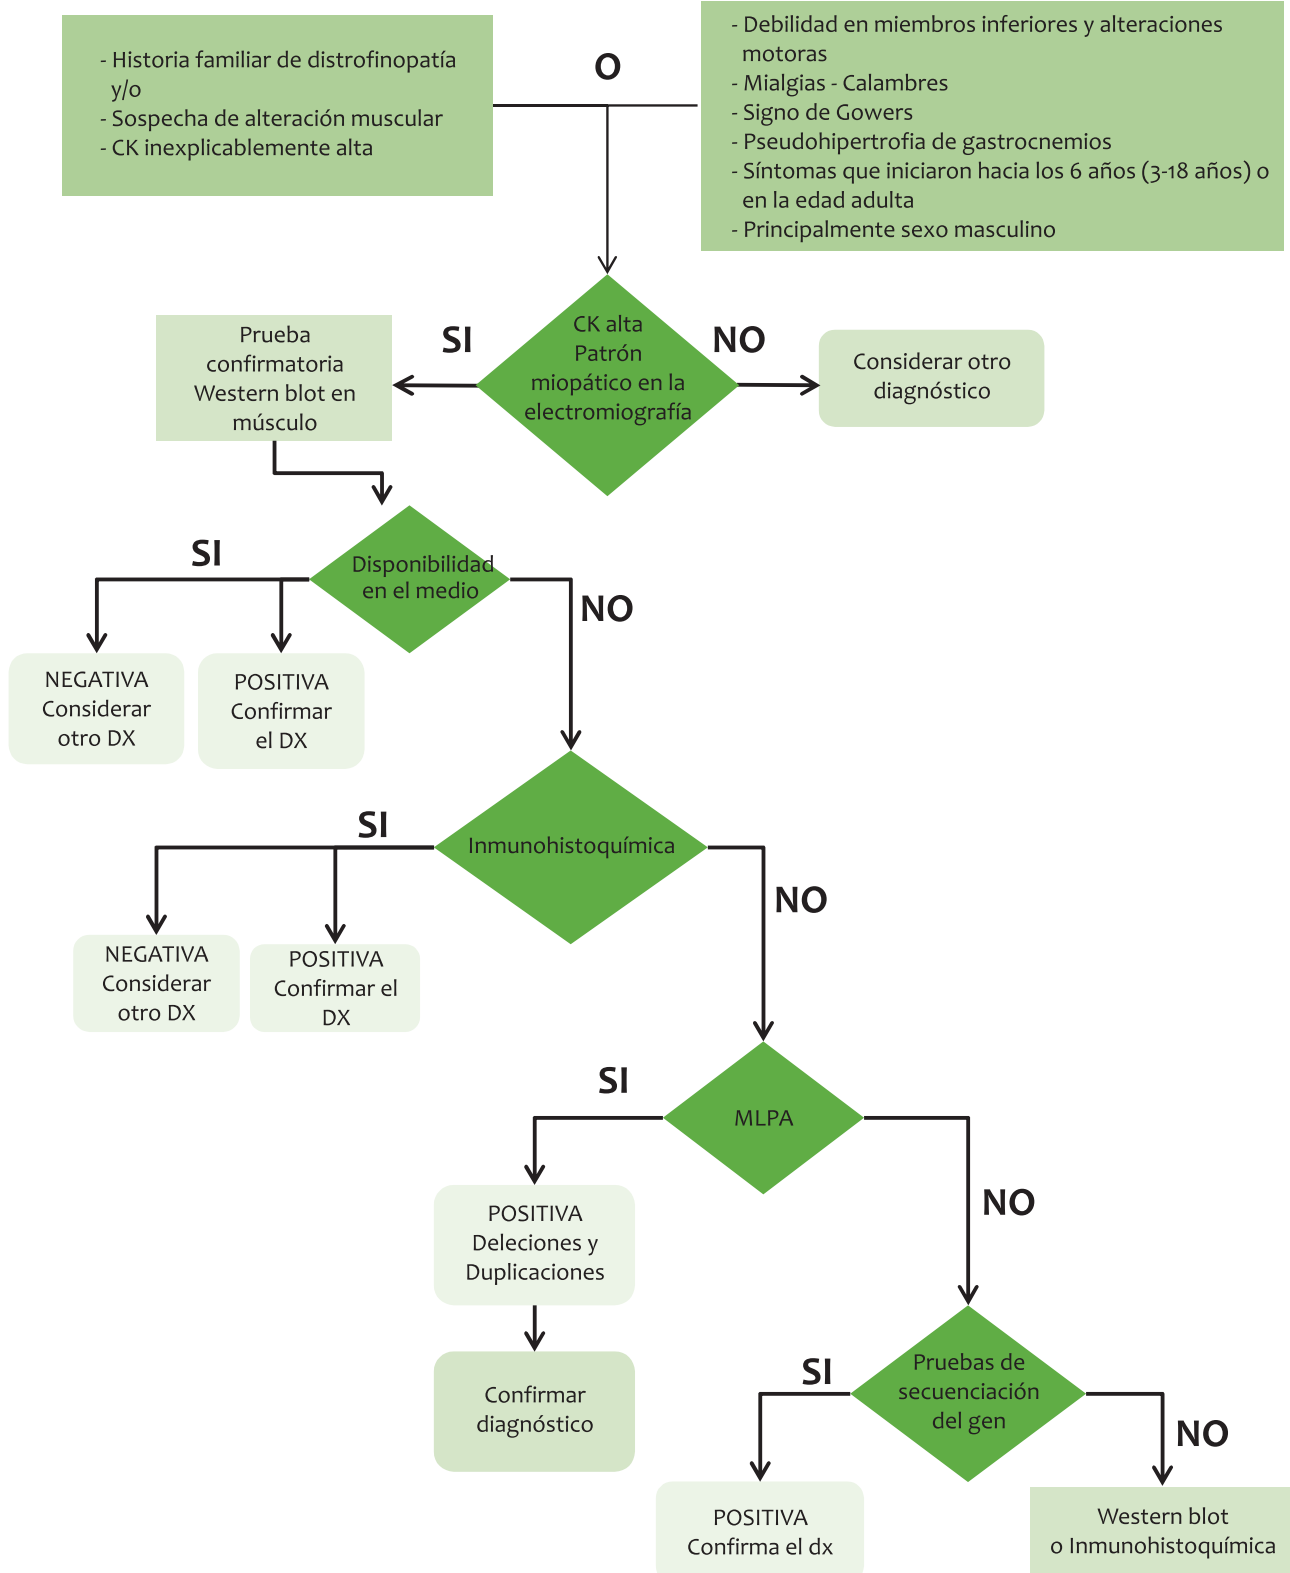 - Historia familiar de distrofinopatía
y/o
- Sospecha de alteración muscular
- CK inexplicablemente alta
O
- Debilidad en miembros inferiores y alteraciones
motoras
- Mialgias - Calambres
- Signo de Gowers
- Pseudohipertrofia de gastrocnemios
- Síntomas que iniciaron hacia los 6 años (3-18 años) o
en la edad adulta
- Principalmente sexo masculino
CK alta
Patrón
miopático en la
electromiografía
SI
NO
Prueba
confirmatoria
Western blot en
músculo
Considerar otro
diagnóstico
Disponibilidad
en el medio
SI
NO
NEGATIVA
Considerar
otro DX
POSITIVA
Confirmar
el DX
Inmunohistoquímica
SI
NO
NEGATIVA
Considerar
otro DX
POSITIVA
Confirmar el
DX
MLPA
SI
NO
POSITIVA
Deleciones y
Duplicaciones
Confirmar
diagnóstico
Pruebas de
secuenciación
del gen
SI
NO
POSITIVA
Confirma el dx
Western blot
o Inmunohistoquímica